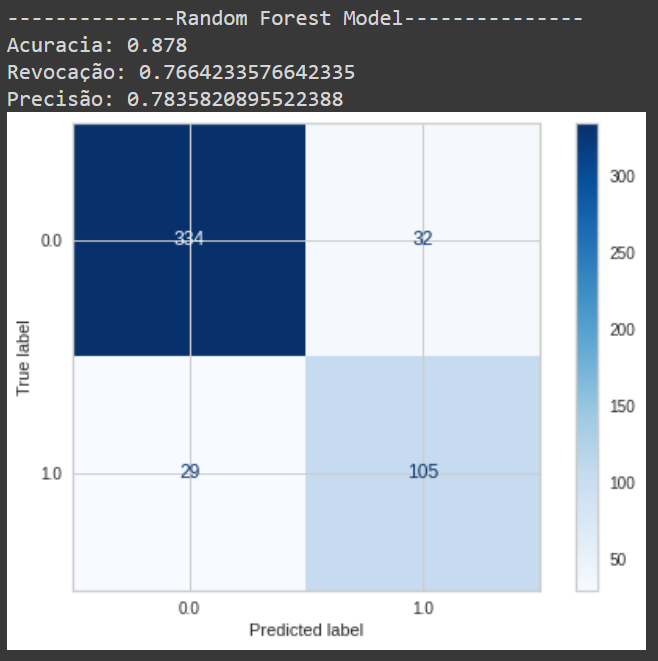 --------------Random Forest Model---------------
Acuracia: 0.878
Revocação: 0.7664233576642335
Precisão: 0.7835820895522388
0.0
334
32
1.0
29
105
0.0
1.0
True label
Predicted label
300
250
200
150
100
50